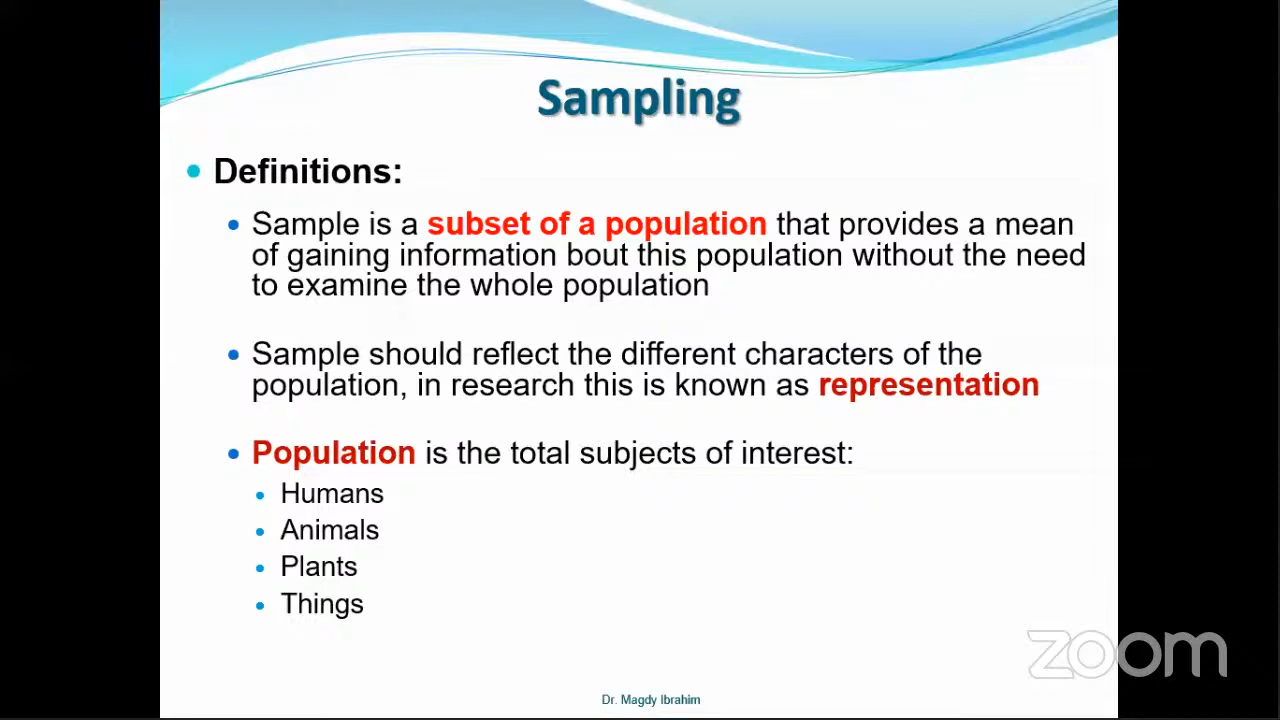 Sampling
• Definitions:
• Sample is a subset of a population that provides a mean
of gaining information bout this population without the need
to examine the whole population
• Sample should reflect the different characters of the
population, in research this is known as representation
• Population is the total subjects of interest:
• Humans
• Animals
• Plants
• Things
zoom
Dr. Magdy Ibrahim